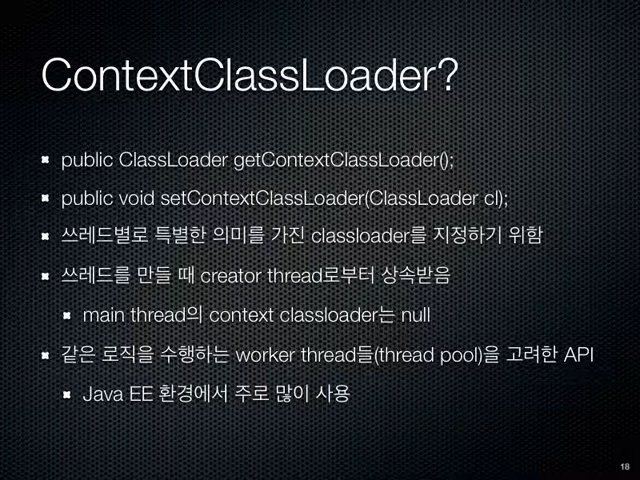 ContextClassLoader?
public ClassLoader getContextClassLoader();
public void setContextClassLoader(ClassLoader cl);
쓰레드별로 특별한 의미를 가진 classloader를 지정하기 위함
쓰레드를 만들 때 creator thread로부터 상속받음
main thread의 context classloader는 null
같은 로직을 수행하는 worker thread들(thread pool)을 고려한 API
Java EE 환경에서 주로 많이 사용
18